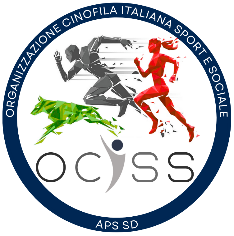 ORGANIZZAZIONE CINOFILA ITALIANA SPORT E SOCIALE
OCISS
APS SD